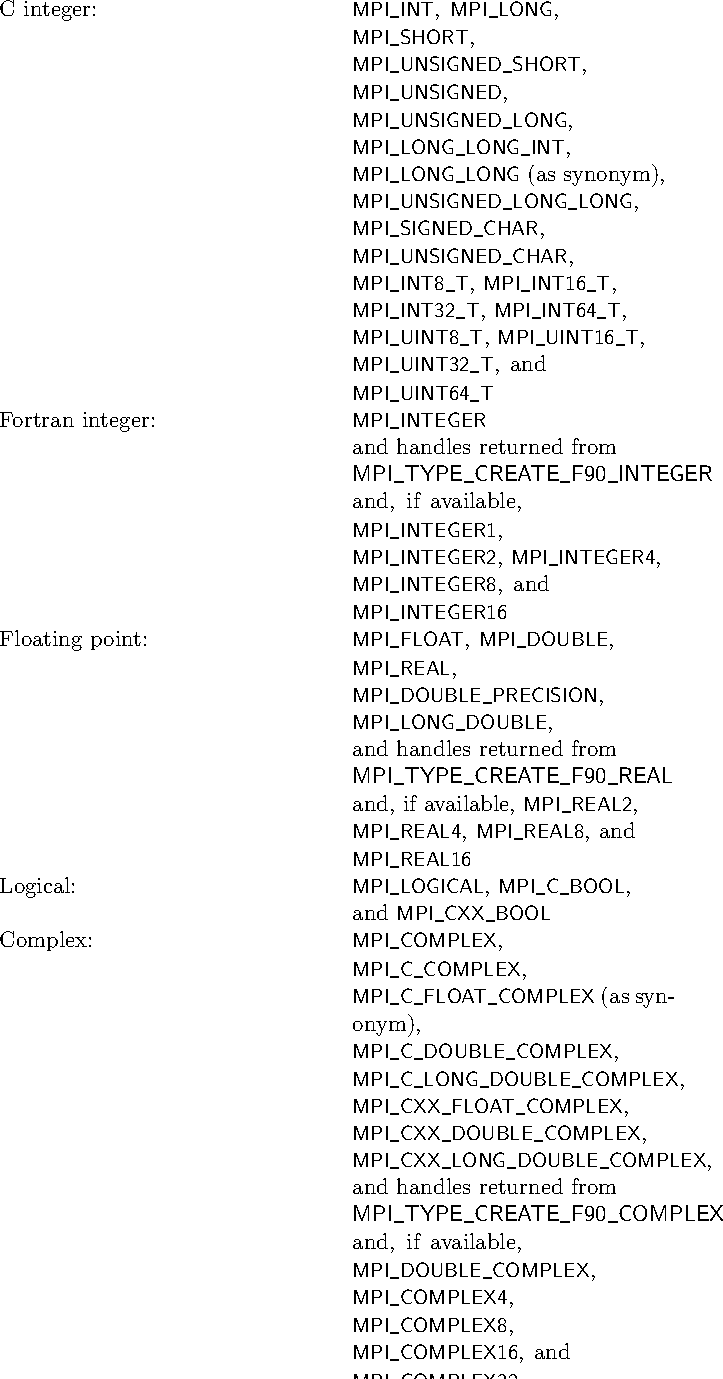 C integer: MPI_INT, MPI_LONG,
MPI_SHORT,
MPI_UNSIGNED_SHORT,
MPI_UNSIGNED,
MPI_UNSIGNED_LONG,
MPI_LONG_LONG_INT,
MPI_LONG_LONG (as synonym),
MPI_UNSIGNED_LONG_LONG,
MPI_SIGNED_CHAR,
MPI_UNSIGNED_CHAR,
MPI_INT8_T, MPI_INT16_T,
MPI_INT32_T, MPI_INT64_T,
MPI_UINT8_T, MPI_UINT16_T,
MPI_UINT32_T, and
MPI_UINT64_T
Fortran integer: MPI_INTEGER
and handles returned from
MPI_TYPE_CREATE_F90_INTEGER
and, if available,
MPI_INTEGER1,
MPI_INTEGER2, MPI_INTEGER4,
MPI_INTEGER8, and
MPI_INTEGER16
Floating point: MPI_FLOAT, MPI_DOUBLE,
MPI_REAL,
MPI_DOUBLE_PRECISION,
MPI_LONG_DOUBLE,
and handles returned from
MPI_TYPE_CREATE_F90_REAL
and, if available, MPI_REAL2,
MPI_REAL4, MPI_REAL8, and
MPI_REAL16
Logical: MPI_LOGICAL, MPI_C_BOOL,
and MPI_CXX_BOOL
Complex: MPI_COMPLEX,
MPI_C_COMPLEX,
MPI_C_FLOAT_COMPLEX (as syn-
onym),
MPI_C_DOUBLE_COMPLEX,
MPI_C_LONG_DOUBLE_COMPLEX,
MPI_CXX_FLOAT_COMPLEX,
MPI_CXX_DOUBLE_COMPLEX,
MPI_CXX_LONG_DOUBLE_COMPLEX,
and handles returned from
MPI_TYPE_CREATE_F90_COMPLEX
and, if available,
MPI_DOUBLE_COMPLEX,
MPI_COMPLEX4,
MPI_COMPLEX8,
MPI_COMPLEX16, and